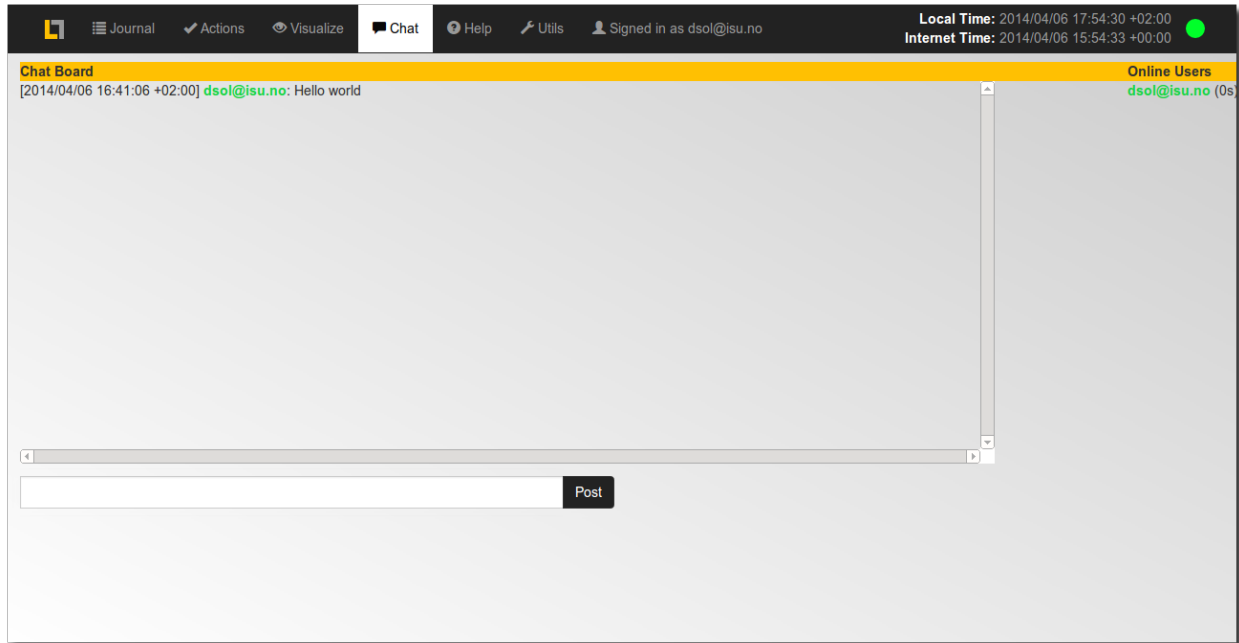 Journal Actions Visualize Chat Help Utils Signed in as dsol@isu.no
Local Time: 2014/04/06 17:54:30 +02:00
Internet Time: 2014/04/06 15:54:33 +00:00
Chat Board Online Users
[2014/04/06 16:41:06 +02:00] dsol@isu.no: Hello world dsol@isu.no (0s)
Post